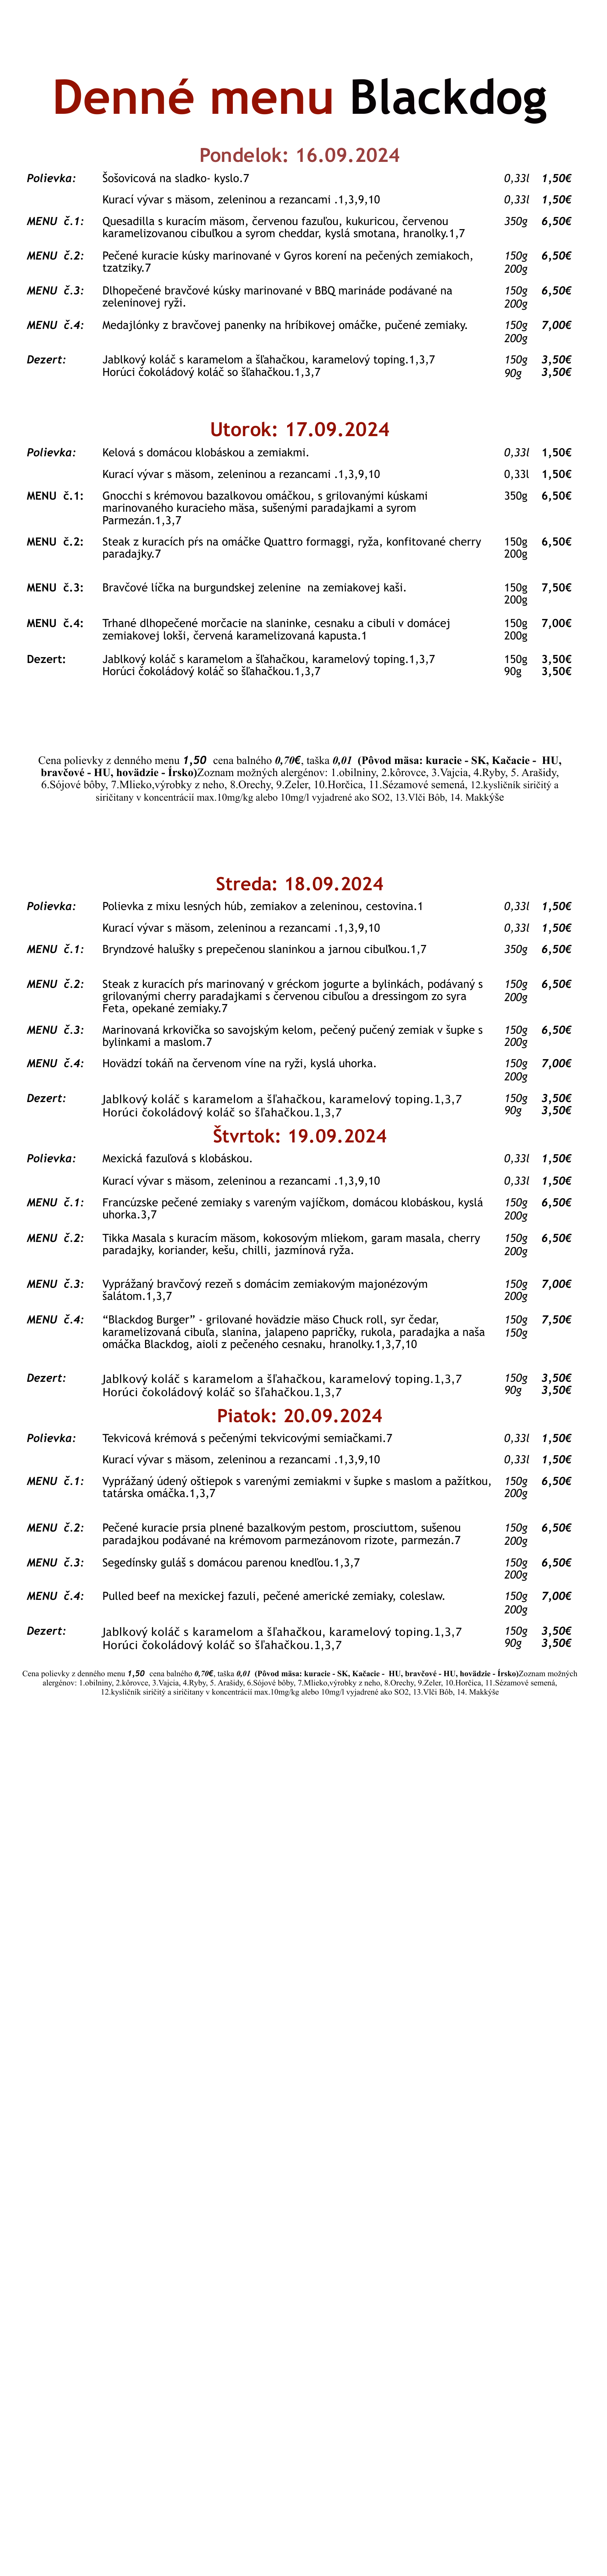 Denné menu Blackdog
Pondelok: 16.09.2024
Polievka: Šošovicová na sladko- kyslo.7 0,33l 1,50€
Kurací vývar s mäsom, zeleninou a rezancami .1,3,9,10 0,33l 1,50€
MENU č.1: Quesadilla s kuracím mäsom, červenou fazuľou, kukuricou, červenou 350g 6,50€
karamelizovanou cibuľkou a syrom cheddar, kyslá smotana, hranolky.1,7
MENU č.2: Pečené kuracie kúsky marinované v Gyros korení na pečených zemiakoch, 150g 6,50€
tzatziky.7 200g
MENU č.3: Dlhopečené bravčové kúsky marinované v BBQ marináde podávané na 150g 6,50€
zeleninovej ryži. 200g
MENU č.4: Medajlónky z bravčovej panenky na hríbikovej omáčke, pučené zemiaky. 150g 7,00€
200g
Dezert: Jablkový koláč s karamelom a šľahačkou, karamelový toping.1,3,7 150g 3,50€
Horúci čokoládový koláč so šľahačkou.1,3,7 90g 3,50€
Utorok: 17.09.2024
Polievka: Kelová s domácou klobáskou a zemiakmi. 0,33l 1,50€
Kurací vývar s mäsom, zeleninou a rezancami .1,3,9,10 0,33l 1,50€
MENU č.1: Gnocchi s krémovou bazalkovou omáčkou, s grilovanými kúskami 350g 6,50€
marinovaného kuracieho mäsa, sušenými paradajkami a syrom
Parmezán.1,3,7
MENU č.2: Steak z kuracích pŕs na omáčke Quattro formaggi, ryža, konfitované cherry 150g 6,50€
paradajky.7 200g
MENU č.3: Bravčové líčka na burgundskej zelenine na zemiakovej kaši. 150g 7,50€
200g
MENU č.4: Trhané dlhopečené morčacie na slaninke, cesnaku a cibuli v domácej 150g 7,00€
zemiakovej lokši, červená karamelizovaná kapusta.1 200g
Dezert: Jablkový koláč s karamelom a šľahačkou, karamelový toping.1,3,7 150g 3,50€
Horúci čokoládový koláč so šľahačkou.1,3,7 90g 3,50€
Cena polievky z denného menu 1,50 cena balného 0,70€, taška 0,01 (Pôvod mäsa: kuracie - SK, Kačacie - HU,
bravčové - HU, hovädzie - Írsko)Zoznam možných alergénov: 1.obilniny, 2.kôrovce, 3.Vajcia, 4.Ryby, 5. Arašidy,
6.Sójové bôby, 7.Mlieko,výrobky z neho, 8.Orechy, 9.Zeler, 10.Horčica, 11.Sézamové semená, 12.kysličník siričitý a
siričitany v koncentrácií max.10mg/kg alebo 10mg/l vyjadrené ako SO2, 13.Vlčí Bôb, 14. Makkýše
Streda: 18.09.2024
Polievka: Polievka z mixu lesných húb, zemiakov a zeleninou, cestovina.1 0,33l 1,50€
Kurací vývar s mäsom, zeleninou a rezancami .1,3,9,10 0,33l 1,50€
MENU č.1: Bryndzové halušky s prepečenou slaninkou a jarnou cibuľkou.1,7 350g 6,50€
MENU č.2: Steak z kuracích pŕs marinovaný v gréckom jogurte a bylinkách, podávaný s 150g 6,50€
grilovanými cherry paradajkami s červenou cibuľou a dressingom zo syra 200g
Feta, opekané zemiaky.7
MENU č.3: Marinovaná krkovička so savojským kelom, pečený pučený zemiak v šupke s 150g 6,50€
bylinkami a maslom.7 200g
MENU č.4: Hovädzí tokáň na červenom víne na ryži, kyslá uhorka. 150g 7,00€
200g
Dezert: Jablkový koláč s karamelom a šľahačkou, karamelový toping.1,3,7 150g 3,50€
Horúci čokoládový koláč so šľahačkou.1,3,7 90g 3,50€
Štvrtok: 19.09.2024
Polievka: Mexická fazuľová s klobáskou. 0,33l 1,50€
Kurací vývar s mäsom, zeleninou a rezancami .1,3,9,10 0,33l 1,50€
MENU č.1: Francúzske pečené zemiaky s vareným vajíčkom, domácou klobáskou, kyslá 150g 6,50€
uhorka.3,7 200g
MENU č.2: Tikka Masala s kuracím mäsom, kokosovým mliekom, garam masala, cherry 150g 6,50€
paradajky, koriander, kešu, chilli, jazmínová ryža. 200g
MENU č.3: Vyprážaný bravčový rezeň s domácim zemiakovým majonézovým 150g 7,00€
šalátom.1,3,7 200g
MENU č.4: “Blackdog Burger” - grilované hovädzie mäso Chuck roll, syr čedar, 150g 7,50€
karamelizovaná cibuľa, slanina, jalapeno papričky, rukola, paradajka a naša 150g
omáčka Blackdog, aioli z pečeného cesnaku, hranolky.1,3,7,10
Dezert: Jablkový koláč s karamelom a šľahačkou, karamelový toping.1,3,7 150g 3,50€
Horúci čokoládový koláč so šľahačkou.1,3,7 90g 3,50€
Piatok: 20.09.2024
Polievka: Tekvicová krémová s pečenými tekvicovými semiačkami.7 0,33l 1,50€
Kurací vývar s mäsom, zeleninou a rezancami .1,3,9,10 0,33l 1,50€
MENU č.1: Vyprážaný údený oštiepok s varenými zemiakmi v šupke s maslom a pažítkou, 150g 6,50€
tatárska omáčka.1,3,7 200g
MENU č.2: Pečené kuracie prsia plnené bazalkovým pestom, prosciuttom, sušenou 150g 6,50€
paradajkou podávané na krémovom parmezánovom rizote, parmezán.7 200g
MENU č.3: Segedínsky guláš s domácou parenou knedľou.1,3,7 150g 6,50€
200g
MENU č.4: Pulled beef na mexickej fazuli, pečené americké zemiaky, coleslaw. 150g 7,00€
200g
Dezert: Jablkový koláč s karamelom a šľahačkou, karamelový toping.1,3,7 150g 3,50€
Horúci čokoládový koláč so šľahačkou.1,3,7 90g 3,50€
Cena polievky z denného menu 1,50 cena balného 0,70€, taška 0,01 (Pôvod mäsa: kuracie - SK, Kačacie - HU, bravčové - HU, hovädzie - Írsko)Zoznam možných
alergénov: 1.obilniny, 2.kôrovce, 3.Vajcia, 4.Ryby, 5. Arašidy, 6.Sójové bôby, 7.Mlieko,výrobky z neho, 8.Orechy, 9.Zeler, 10.Horčica, 11.Sézamové semená,
12.kysličník siričitý a siričitany v koncentrácií max.10mg/kg alebo 10mg/l vyjadrené ako SO2, 13.Vlčí Bôb, 14. Makkýše